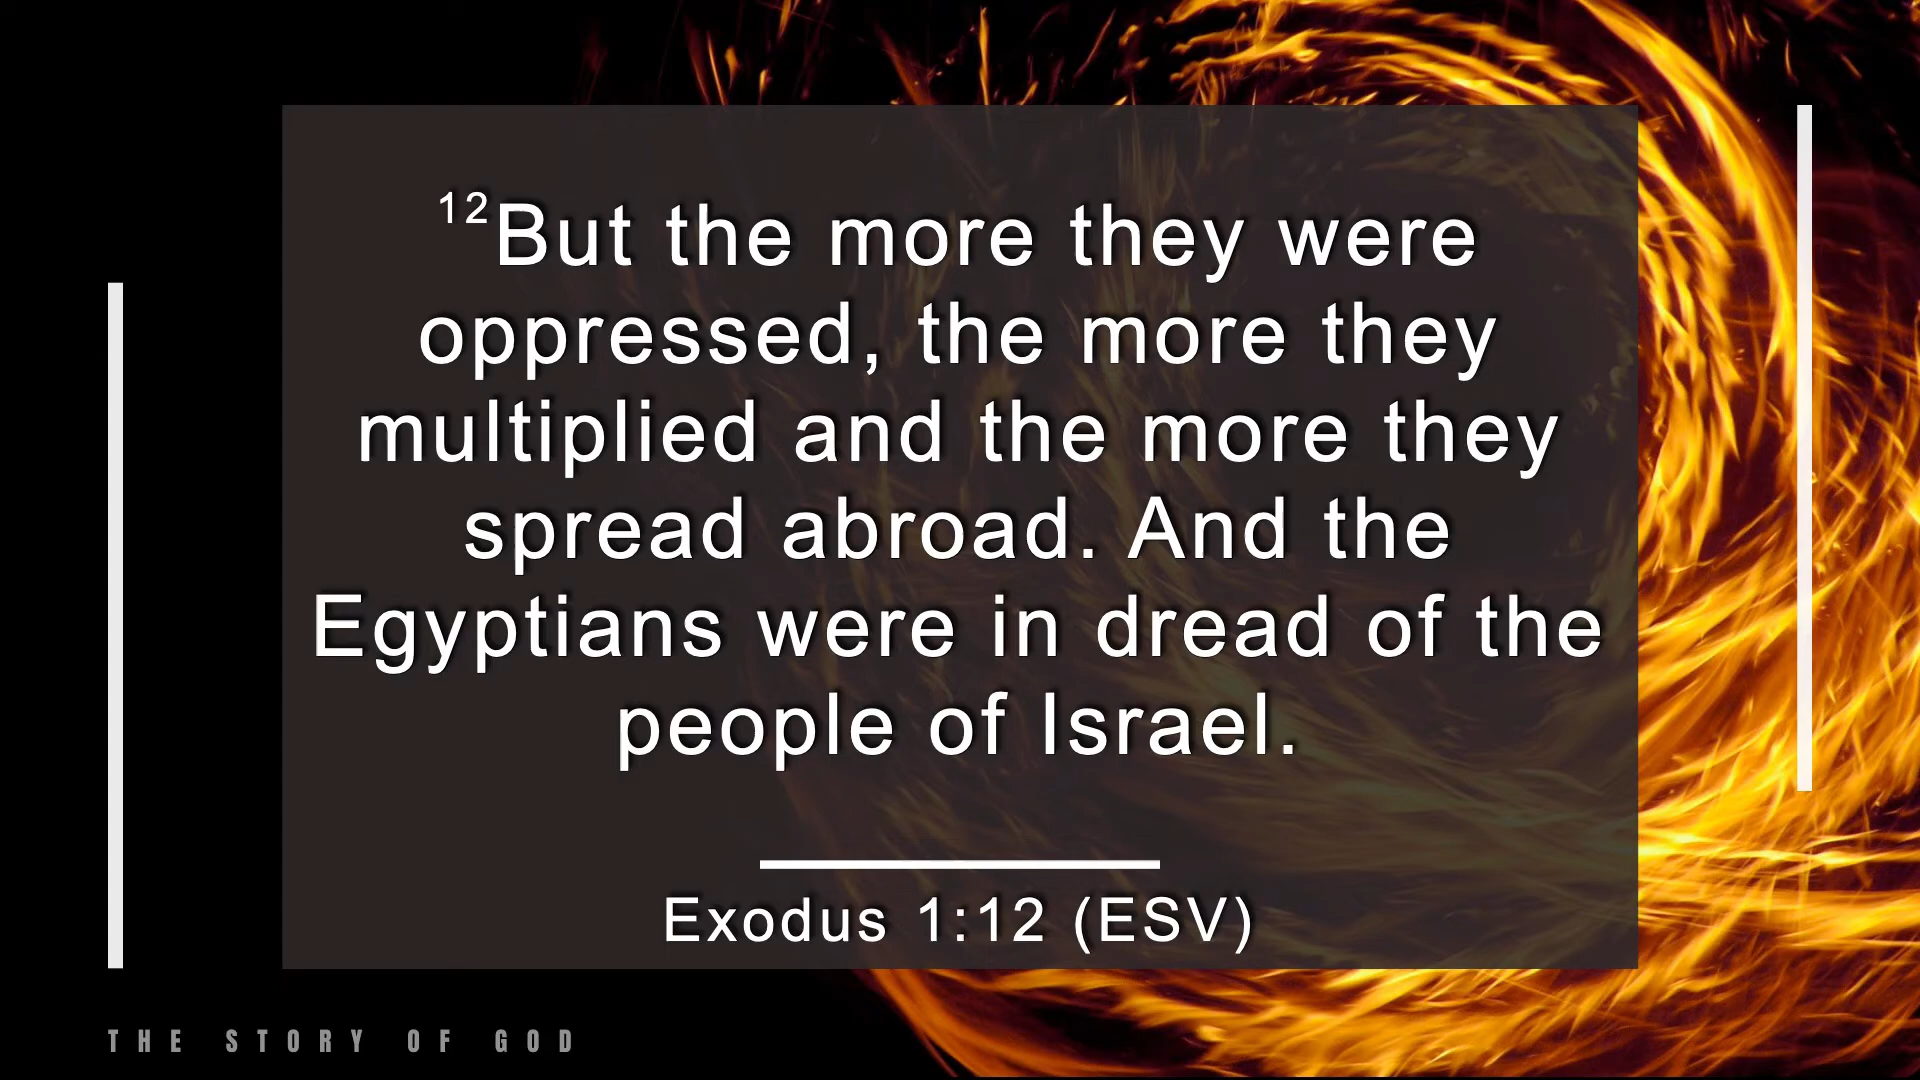 12But the more they were
oppressed, the more they
multiplied and the more they
spread abroad. And the
Egyptians were in dread of the
people of Israel.
Exodus 1:12 (ESV)
THE STORY OF GOD